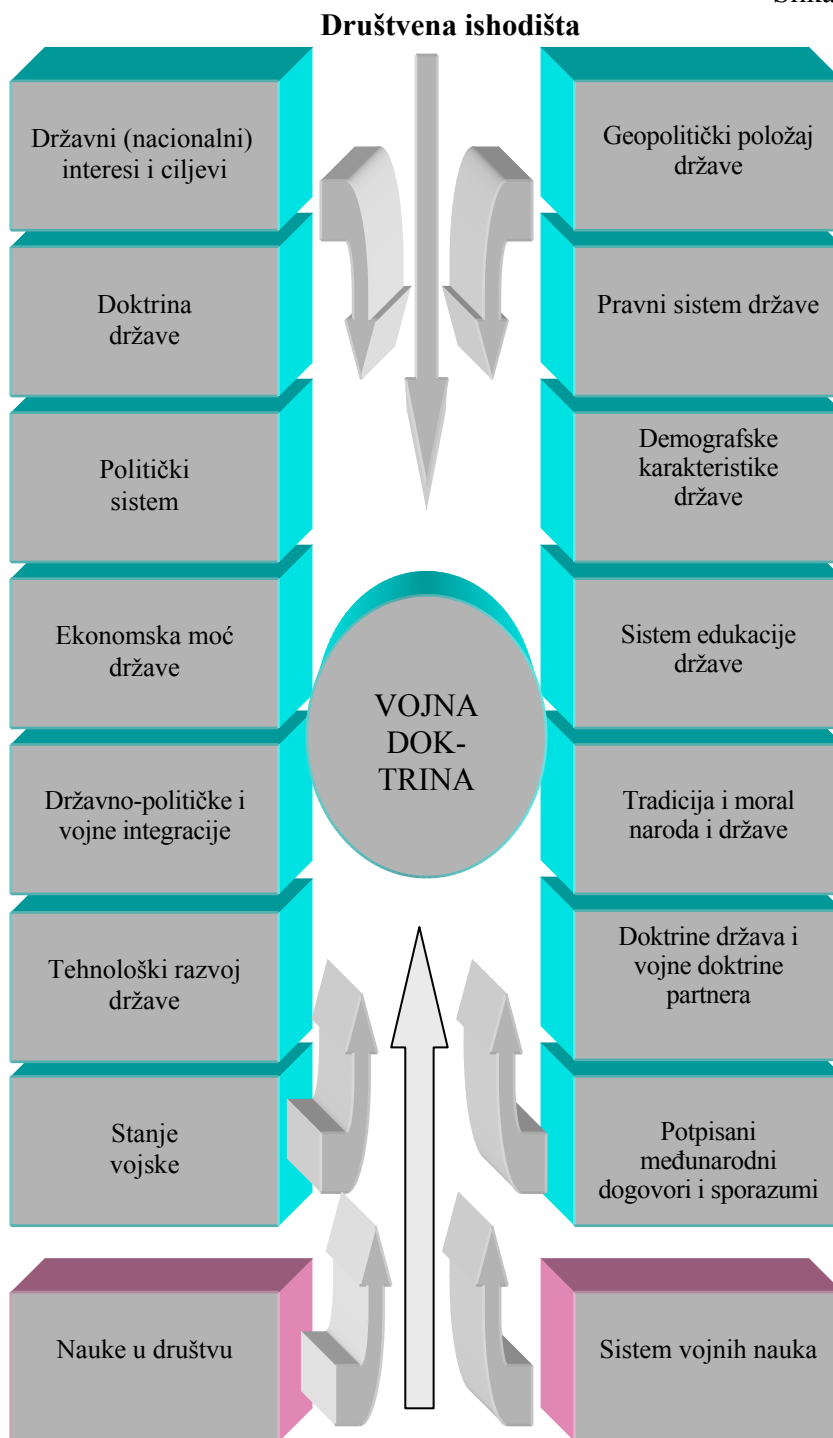 Društvena ishodišta
Državni (nacionalni)
interesi i ciljevi
Geopolitički položaj
države
Doktrina
države
Pravni sistem države
Politički
sistem
Demografske
karakteristike
države
Ekonomska moć
države
Sistem edukacije
države
VOJNA
DOK-
TRINA
Državno-političke i
vojne integracije
Tradicija i moral
naroda i države
Tehnološki razvoj
države
Doktrine država i
vojne doktrine
partnera
Stanje
vojske
Potpisani
međunarodni
dogovori i sporazumi
Nauke u društvu
Sistem vojnih nauka